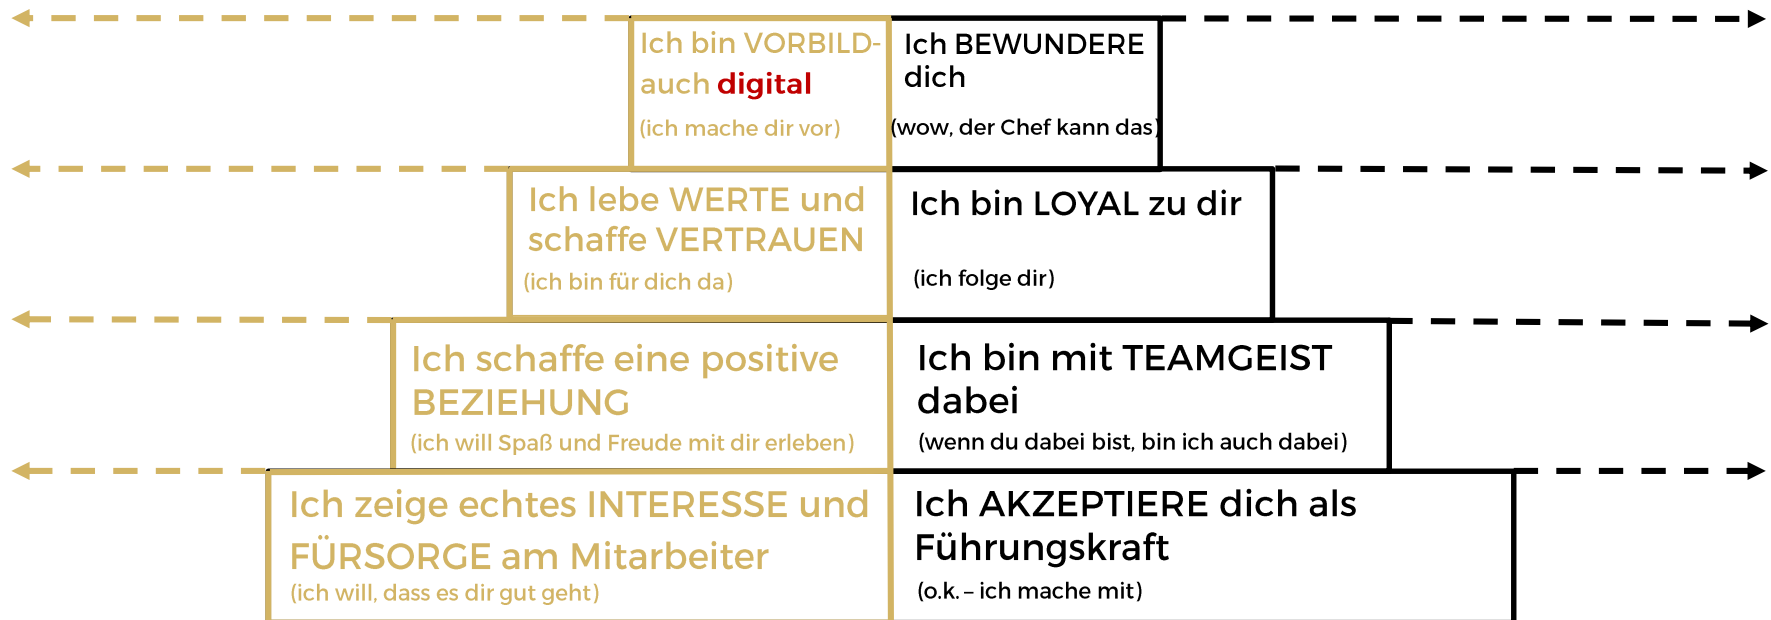 Ich bin VORBILD-
auch digital
(ich mache dir vor)
Ich BEWUNDERE
dich
(wow, der Chef kann das)
Ich lebe WERTE und
schaffe VERTRAUEN
(ich bin für dich da)
Ich bin LOYAL zu dir
(ich folge dir)
Ich schaffe eine positive
BEZIEHUNG
(ich will Spaß und Freude mit dir erleben)
Ich bin mit TEAMGEIST
dabei
(wenn du dabei bist, bin ich auch dabei)
Ich zeige echtes INTERESSE und
FÜRSORGE am Mitarbeiter
(ich will, dass es dir gut geht)
Ich AKZEPTIERE dich als
Führungskraft
(o.k. – ich mache mit)